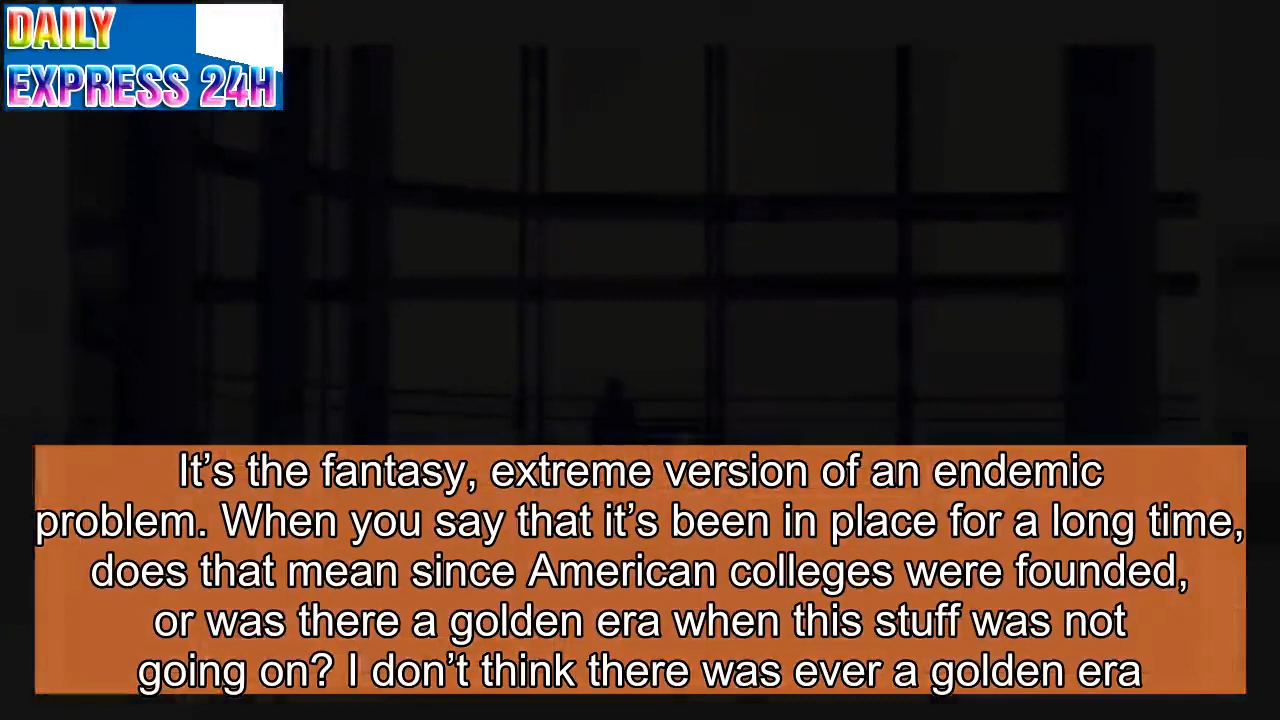 DAILY
EXPRESS 24H
It’s the fantasy, extreme version of an endemic
problem. When you say that it’s been in place for a long time,
does that mean since American colleges were founded,
or was there a golden era when this stuff was not
going on? I don’t think there was ever a golden era